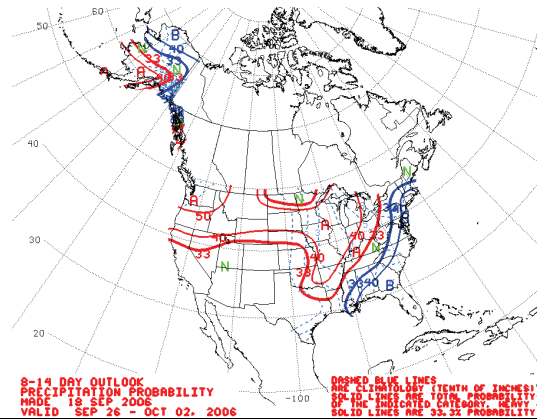 60
50
B
N
40
33
33
A
40
40
A
N
N
50
A
N
33
B
40
40
33
N
40
A
33
N
40
33
30
33
40
B
20
-100
8-14 DAY OUTLOOK
PRECIPITATION PROBABILITY
MADE 18 SEP 2006
VALID SEP 26 - OCT 02, 2006
DASHED BLUE LINES
ARE CLIMATOLOGY (TENTH OF INCHES)
SOLID LINES ARE TOTAL PROBABILITY
OF THE INDICATED CATEGORY. HEAVY
SOLID LINES ARE 33.3% PROBABILITY